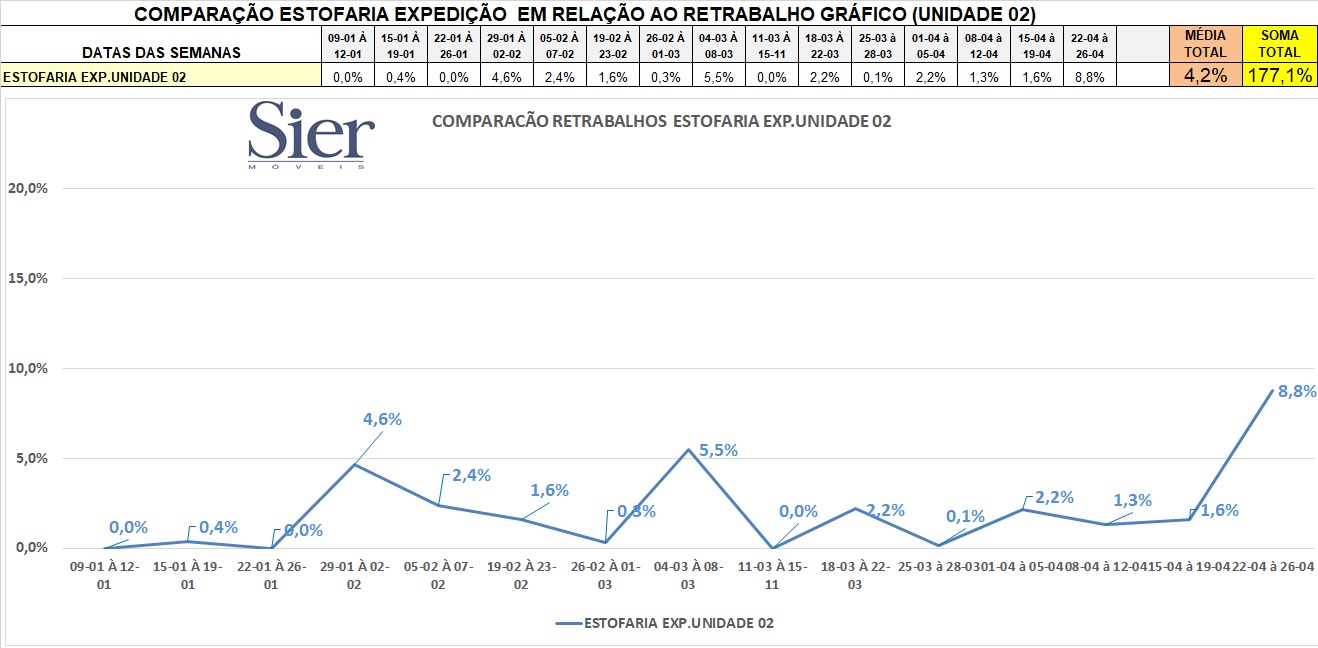 COMPARAÇÃO ESTOFARIA EXPEDIÇÃO EM RELAÇÃO AO RETRABALHO GRÁFICO (UNIDADE 02)
DATAS DAS SEMANAS 09-01 À 12-01 15-01 À 19-01 22-01 À 26-01 29-01 À 02-02 05-02 À 07-02 19-02 À 23-02 26-02 À 01-03 04-03 À 08-03 11-03 À 15-11 18-03 À 22-03 25-03 à 28-03 01-04 à 05-04 08-04 à 12-04 15-04 à 19-04 22-04 à 26-04 MÉDIA TOTAL SOMA TOTAL
ESTOFARIA EXP.UNIDADE 02 0,0% 0,4% 0,0% 4,6% 2,4% 1,6% 0,3% 5,5% 0,0% 2,2% 0,1% 2,2% 1,3% 1,6% 8,8% 4,2% 177,1%
Sier
MÓVEIS
COMPARACÃO RETRABALHOS ESTOFARIA EXP.UNIDADE 02
20,0%
15,0%
10,0%
5,0%
0,0%
0,0% 0,4% 0,0% 4,6% 2,4% 1,6% 0,3% 5,5% 0,0% 2,2% 0,1% 2,2% 1,3% 1,6% 8,8%
09-01 À 12-01 15-01 À 19-01 22-01 À 26-01 29-01 À 02-02 05-02 À 07-02 19-02 À 23-02 26-02 À 01-03 04-03 À 08-03 11-03 À 15-11 18-03 À 22-03 25-03 à 28-03 01-04 à 05-04 08-04 à 12-04 15-04 à 19-04 22-04 à 26-04
ESTOFARIA EXP.UNIDADE 02